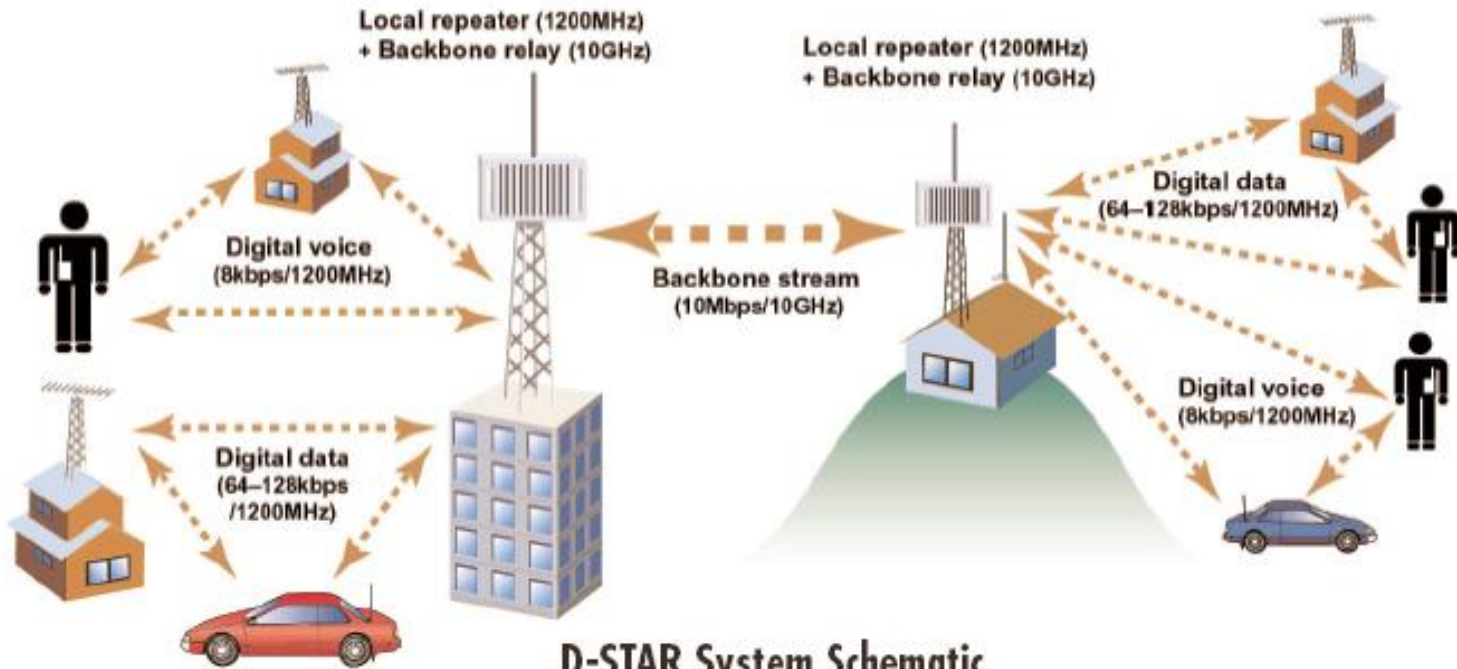 Local repeater (1200MHz)
+ Backbone relay (10GHz)
Local repeater (1200MHz)
+ Backbone relay (10GHz)
Digital voice
(8kbps/1200MHz)
Backbone stream
(10Mbps/10GHz)
Digital data
(64–128kbps/1200MHz)
Digital data
(64–128kbps
/1200MHz)
Digital voice
(8kbps/1200MHz)
D-STAR System Schematic